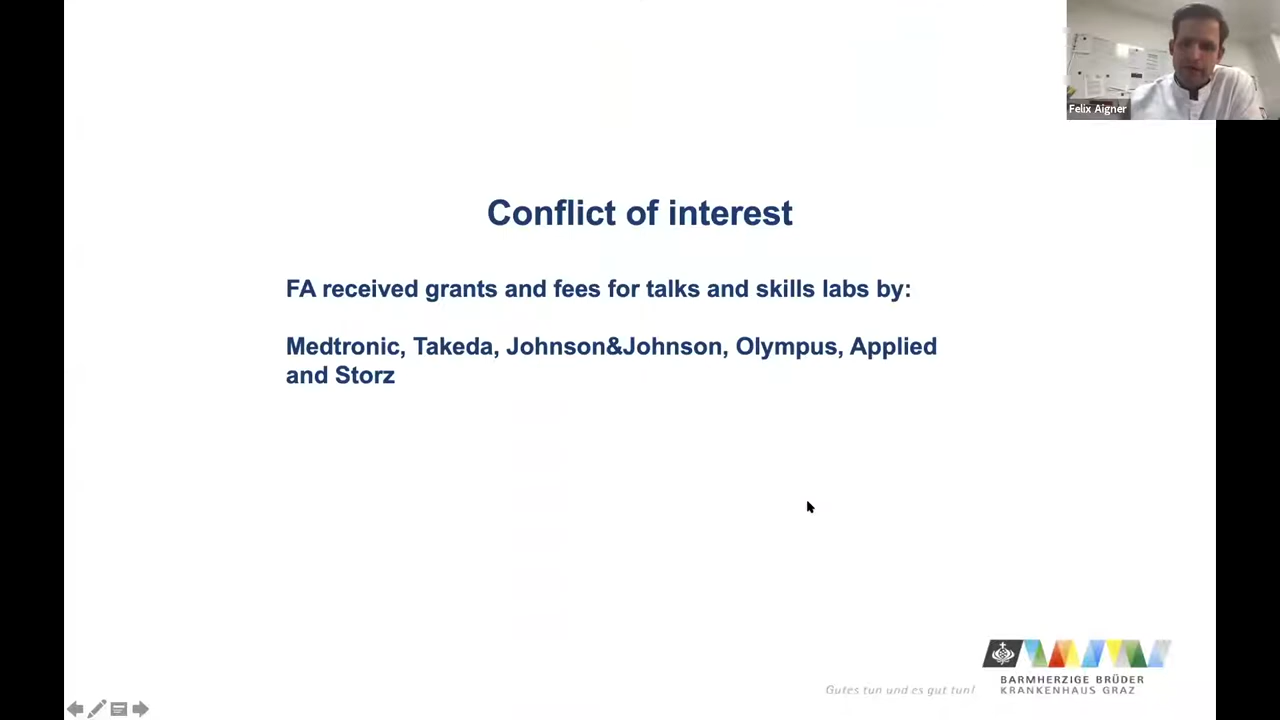 Felix Aigner
Conflict of interest
FA received grants and fees for talks and skills labs by:
Medtronic, Takeda, Johnson&Johnson, Olympus, Applied
and Storz
Gutes tun und es gut tun!
BARMHERZIGE BRÜDER
KRANKENHAUS GRAZ